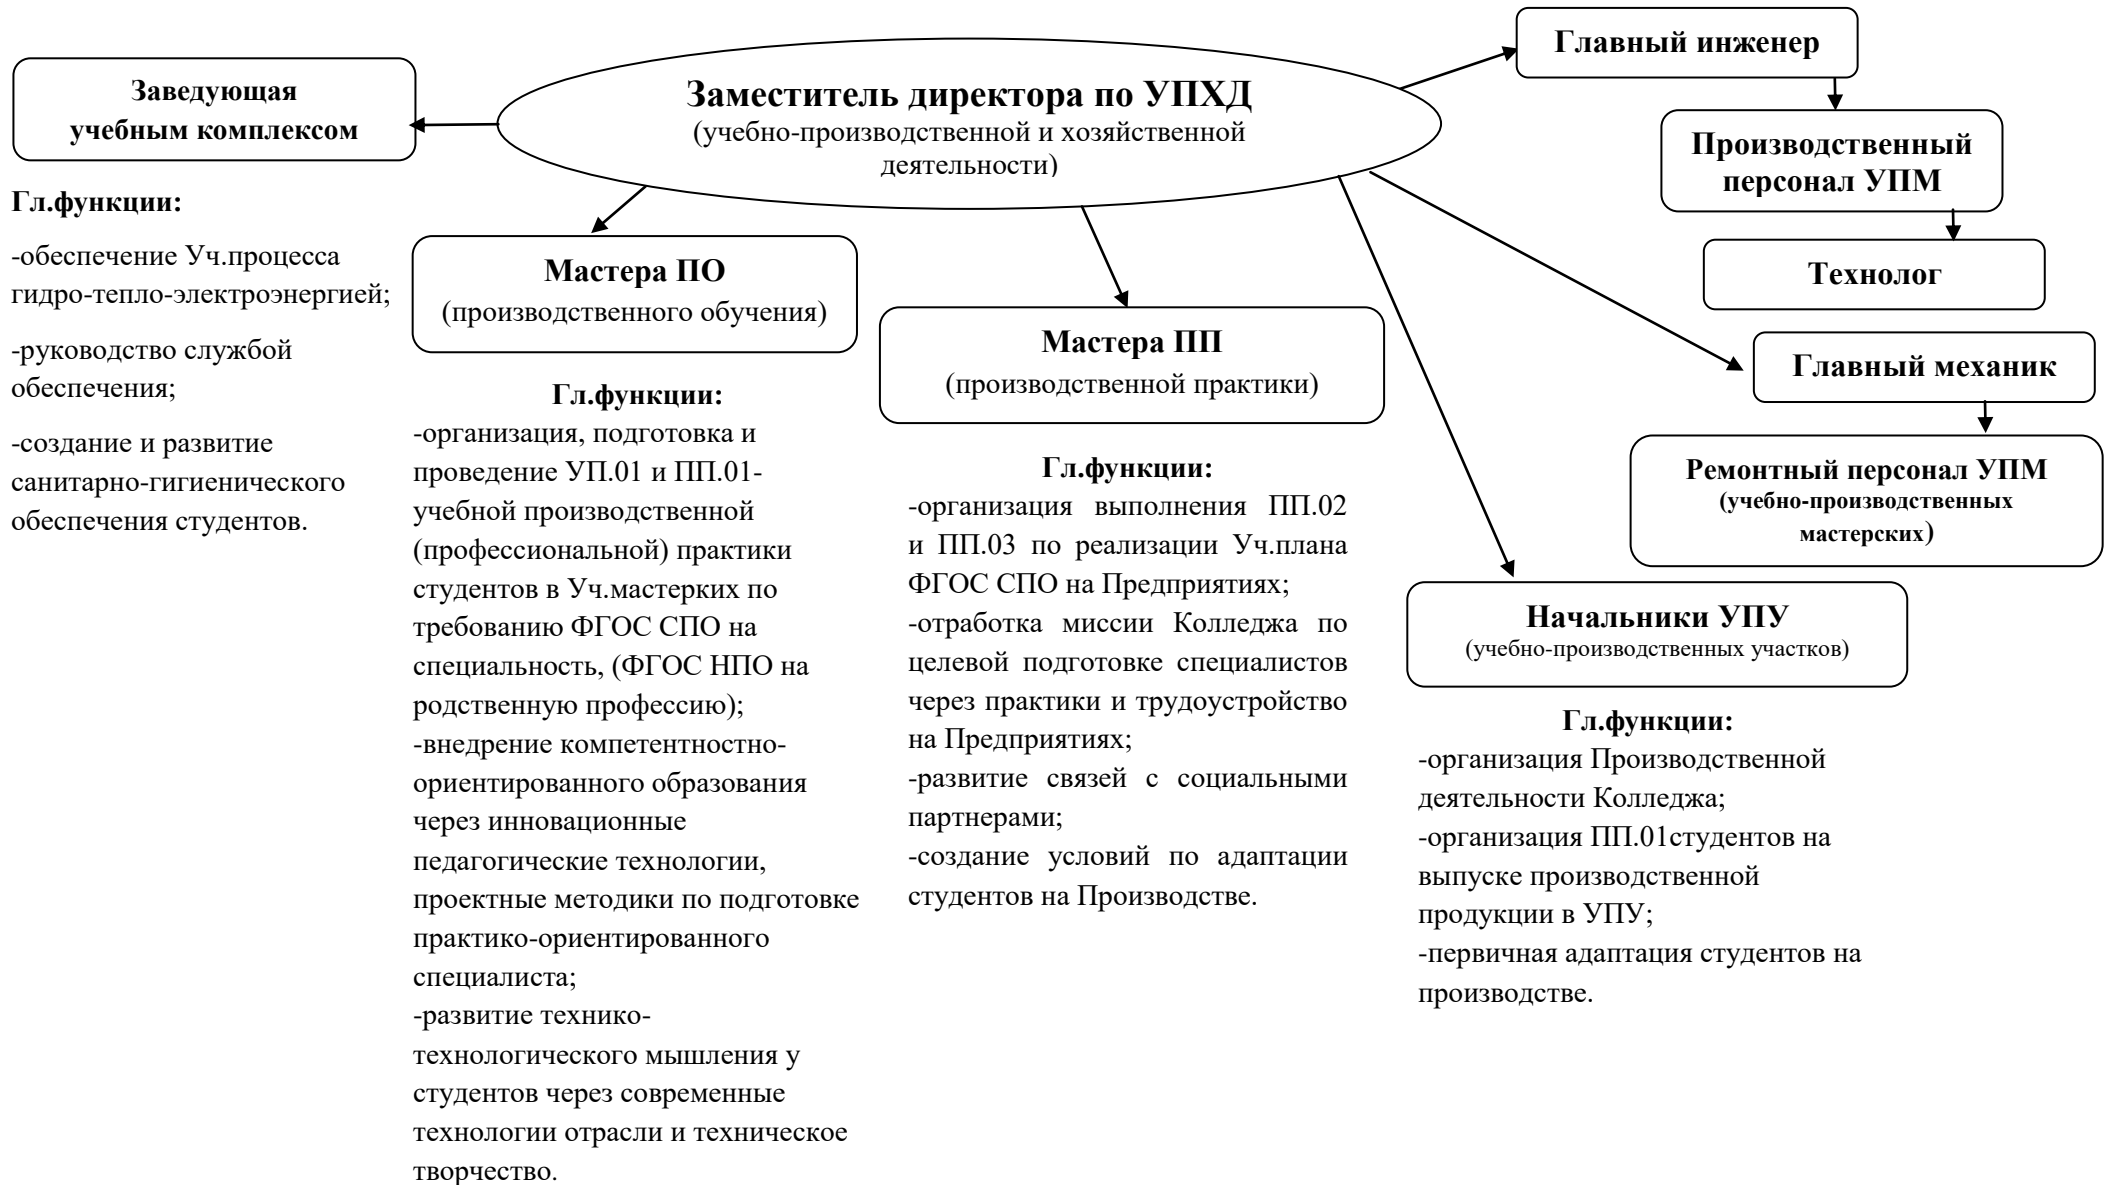 Заместитель директора по УПХД
(учебно-производственной и хозяйственной
деятельности)
Заведующая
учебным комплексом
Гл.функции:
-обеспечение Уч.процесса
гидро-тепло-электроэнергией;
-руководство службой
обеспечения;
-создание и развитие
санитарно-гигиенического
обеспечения студентов.
Мастера ПО
(производственного обучения)
Гл.функции:
-организация, подготовка и
проведение УП.01 и ПП.01-
учебной производственной
(профессиональной) практики
студентов в Уч.мастерких по
требованию ФГОС СПО на
специальность, (ФГОС НПО на
родственную профессию);
-внедрение компетентностно-
ориентированного образования
через инновационные
педагогические технологии,
проектные методики по подготовке
практико-ориентированного
специалиста;
-развитие технико-
технологического мышления у
студентов через современные
технологии отрасли и техническое
творчество.
Мастера ПП
(производственной практики)
Гл.функции:
-организация выполнения ПП.02
и ПП.03 по реализации Уч.плана
ФГОС СПО на Предприятиях;
-отработка миссии Колледжа по
целевой подготовке специалистов
через практики и трудоустройство
на Предприятиях;
-развитие связей с социальными
партнерами;
-создание условий по адаптации
студентов на Производстве.
Главный инженер
Производственный
персонал УПМ
Технолог
Главный механик
Ремонтный персонал УПМ
(учебно-производственных
мастерских)
Начальники УПУ
(учебно-производственных участков)
Гл.функции:
-организация Производственной
деятельности Колледжа;
-организация ПП.01студентов на
выпуске производственной
продукции в УПУ;
-первичная адаптация студентов на
производстве.